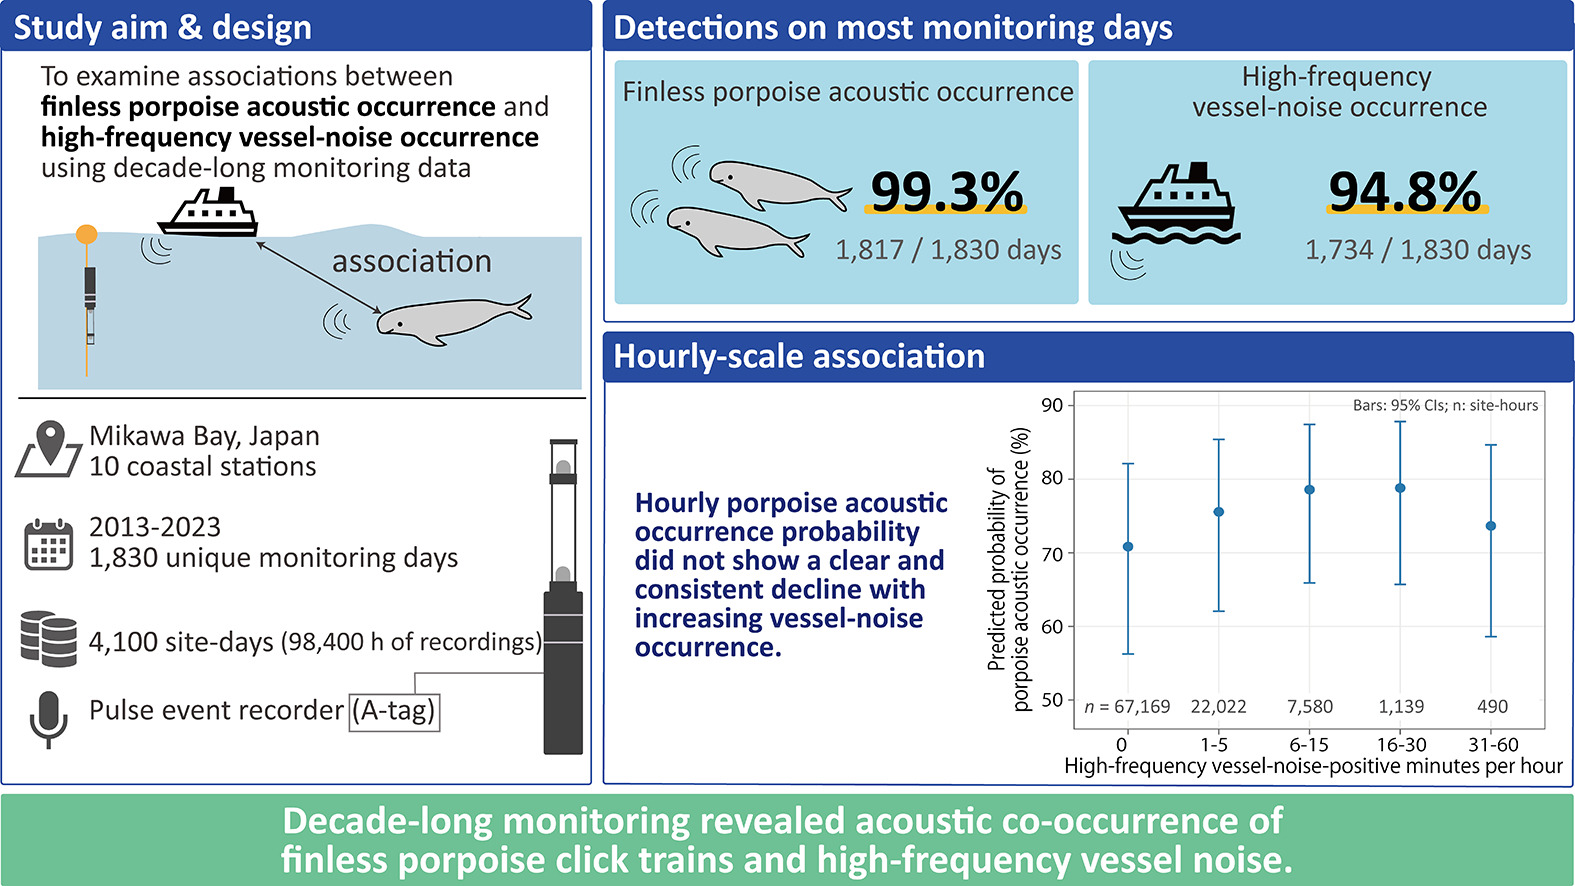 Study aim & design
To examine associations between
finless porpoise acoustic occurrence and
high-frequency vessel-noise occurrence
using decade-long monitoring data
association
Mikawa Bay, Japan
10 coastal stations
2013-2023
1,830 unique monitoring days
4,100 site-days (98,400 h of recordings)
Pulse event recorder (A-tag)
Detections on most monitoring days
Finless porpoise acoustic occurrence
99.3%
1,817 / 1,830 days
High-frequency
vessel-noise occurrence
94.8%
1,734 / 1,830 days
Hourly-scale association
Hourly porpoise acoustic
occurrence probability
did not show a clear and
consistent decline with
increasing vessel-noise
occurrence.
Predicted probability of
porpoise acoustic occurrence (%)
Bars: 95% CIs; n: site-hours
90
80
70
60
50
n = 67,169 22,022 7,580 1,139 490
0 1-5 6-15 16-30 31-60
High-frequency vessel-noise-positive minutes per hour
Decade-long monitoring revealed acoustic co-occurrence of
finless porpoise click trains and high-frequency vessel noise.